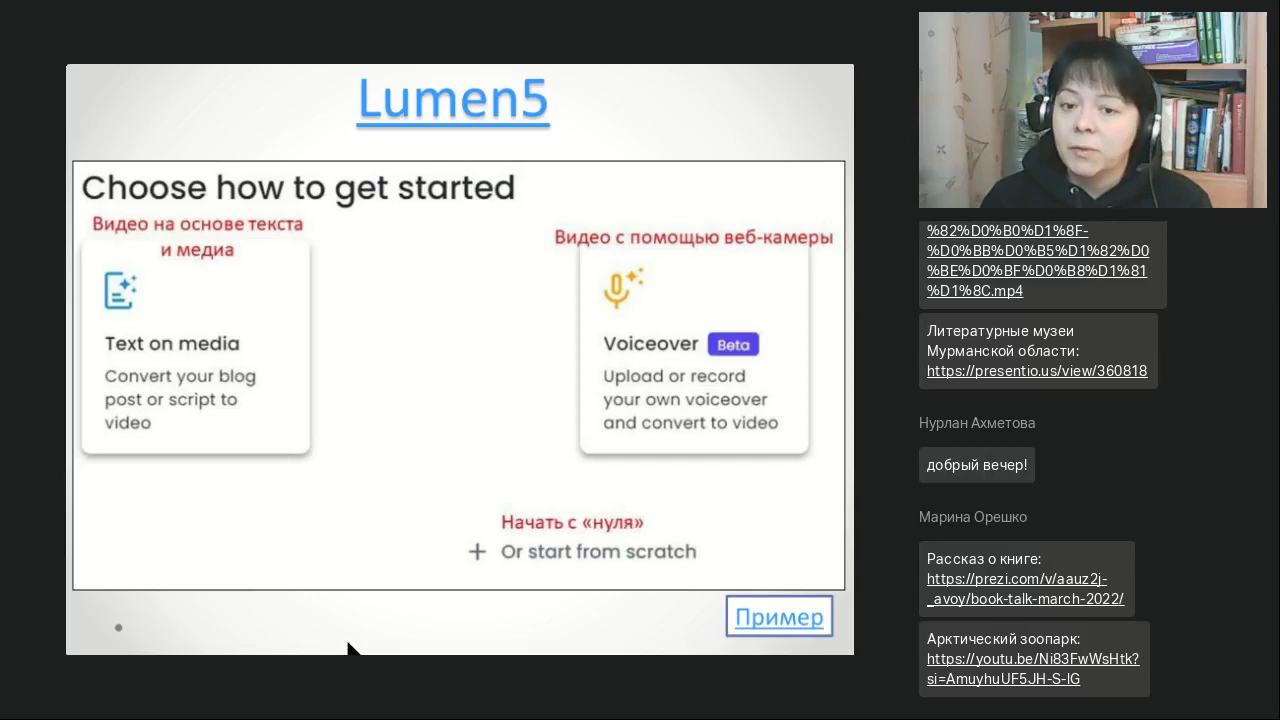 Lumen5
Choose how to get started
Видео на основе текста
и медиа
Text on media
Convert your blog
post or script to
video
Видео с помощью веб-камеры
Voiceover Beta
Upload or record
your own voiceover
and convert to video
Начать с «нуля»
+ Or start from scratch
Пример
%82%D0%B0%D1%8F-
%D0%BB%D0%B5%D1%82%D0
%BE%D0%BF%D0%B8%D1%81
%D1%8C.mp4
Литературные музеи
Мурманской области:
https://presentio.us/view/360818
Нурлан Ахметова
добрый вечер!
Марина Орешко
Рассказ о книге:
https://prezi.com/v/aauz2j-
_avoy/book-talk-march-2022/
Арктический зоопарк:
https://youtu.be/Ni83FwWsHtk?
si=AmuyhuUF5JH-S-lG